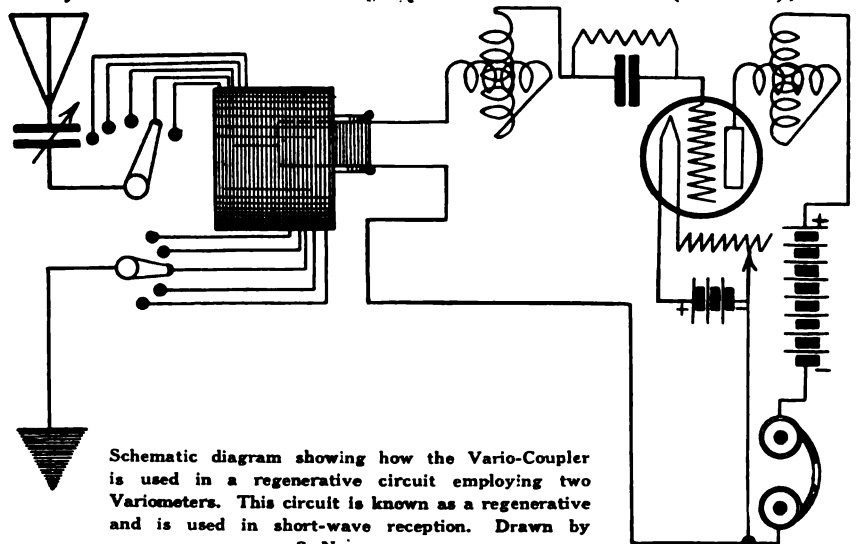 +
+
-
Schematic diagram showing how the Vario-Coupler
is used in a regenerative circuit employing two
Variometers. This circuit is known as a regenerative
and is used in short-wave reception. Drawn by